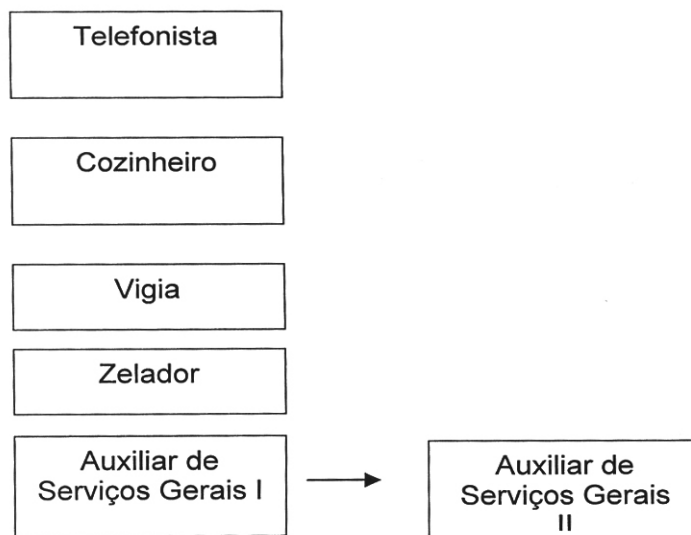 Telefonista
Cozinheiro
Vigia
Zelador
Auxiliar de
Serviços Gerais I
Auxiliar de
Serviços Gerais
II